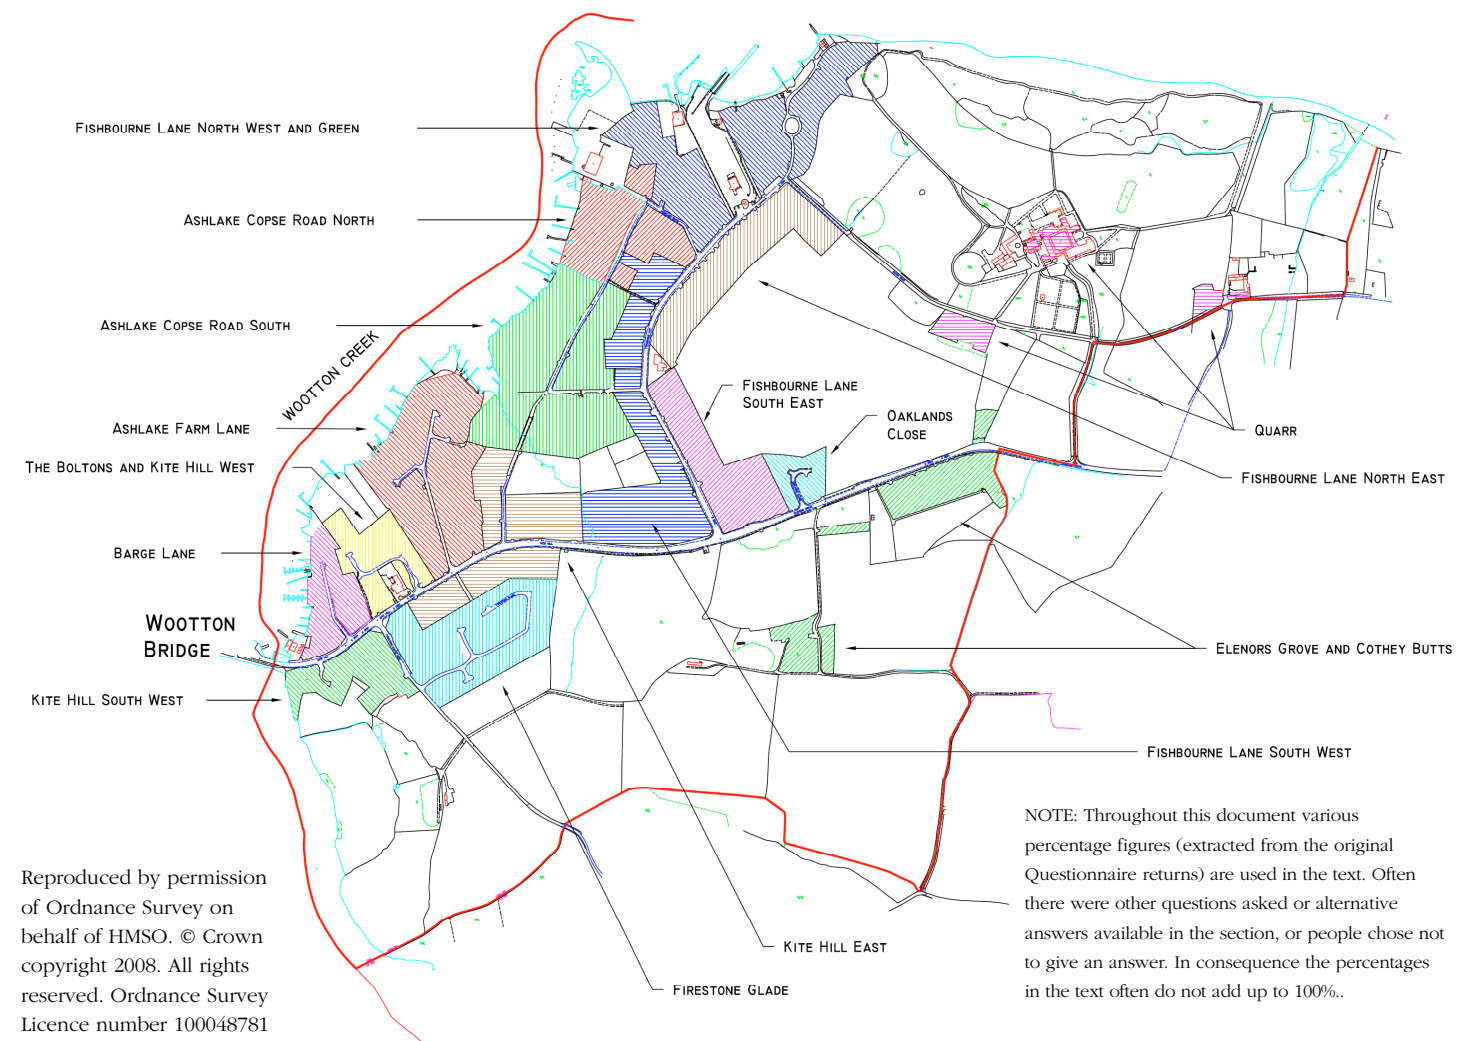 FISHBOURNE LANE NORTH WEST AND GREEN
ASHLAKE COPSE ROAD NORTH
ASHLAKE COPSE ROAD SOUTH
WOOTTON CREEK
FISHBOURNE LANE
SOUTH EAST
OAKLANDS
CLOSE
ASHLAKE FARM LANE
QUARR
THE BOLTONS AND KITE HILL WEST
FISHBOURNE LANE NORTH EAST
BARGE LANE
WOOTTON
BRIDGE
ELENORS GROVE AND COTHEY BUTTS
KITE HILL SOUTH WEST
FISHBOURNE LANE SOUTH WEST
KITE HILL EAST
FIRESTONE GLADE
NOTE: Throughout this document various
percentage figures (extracted from the original
Questionnaire returns) are used in the text. Often
there were other questions asked or alternative
answers available in the section, or people chose not
to give an answer. In consequence the percentages
in the text often do not add up to 100%..
Reproduced by permission
of Ordnance Survey on
behalf of HMSO. © Crown
copyright 2008. All rights
reserved. Ordnance Survey
Licence number 100048781